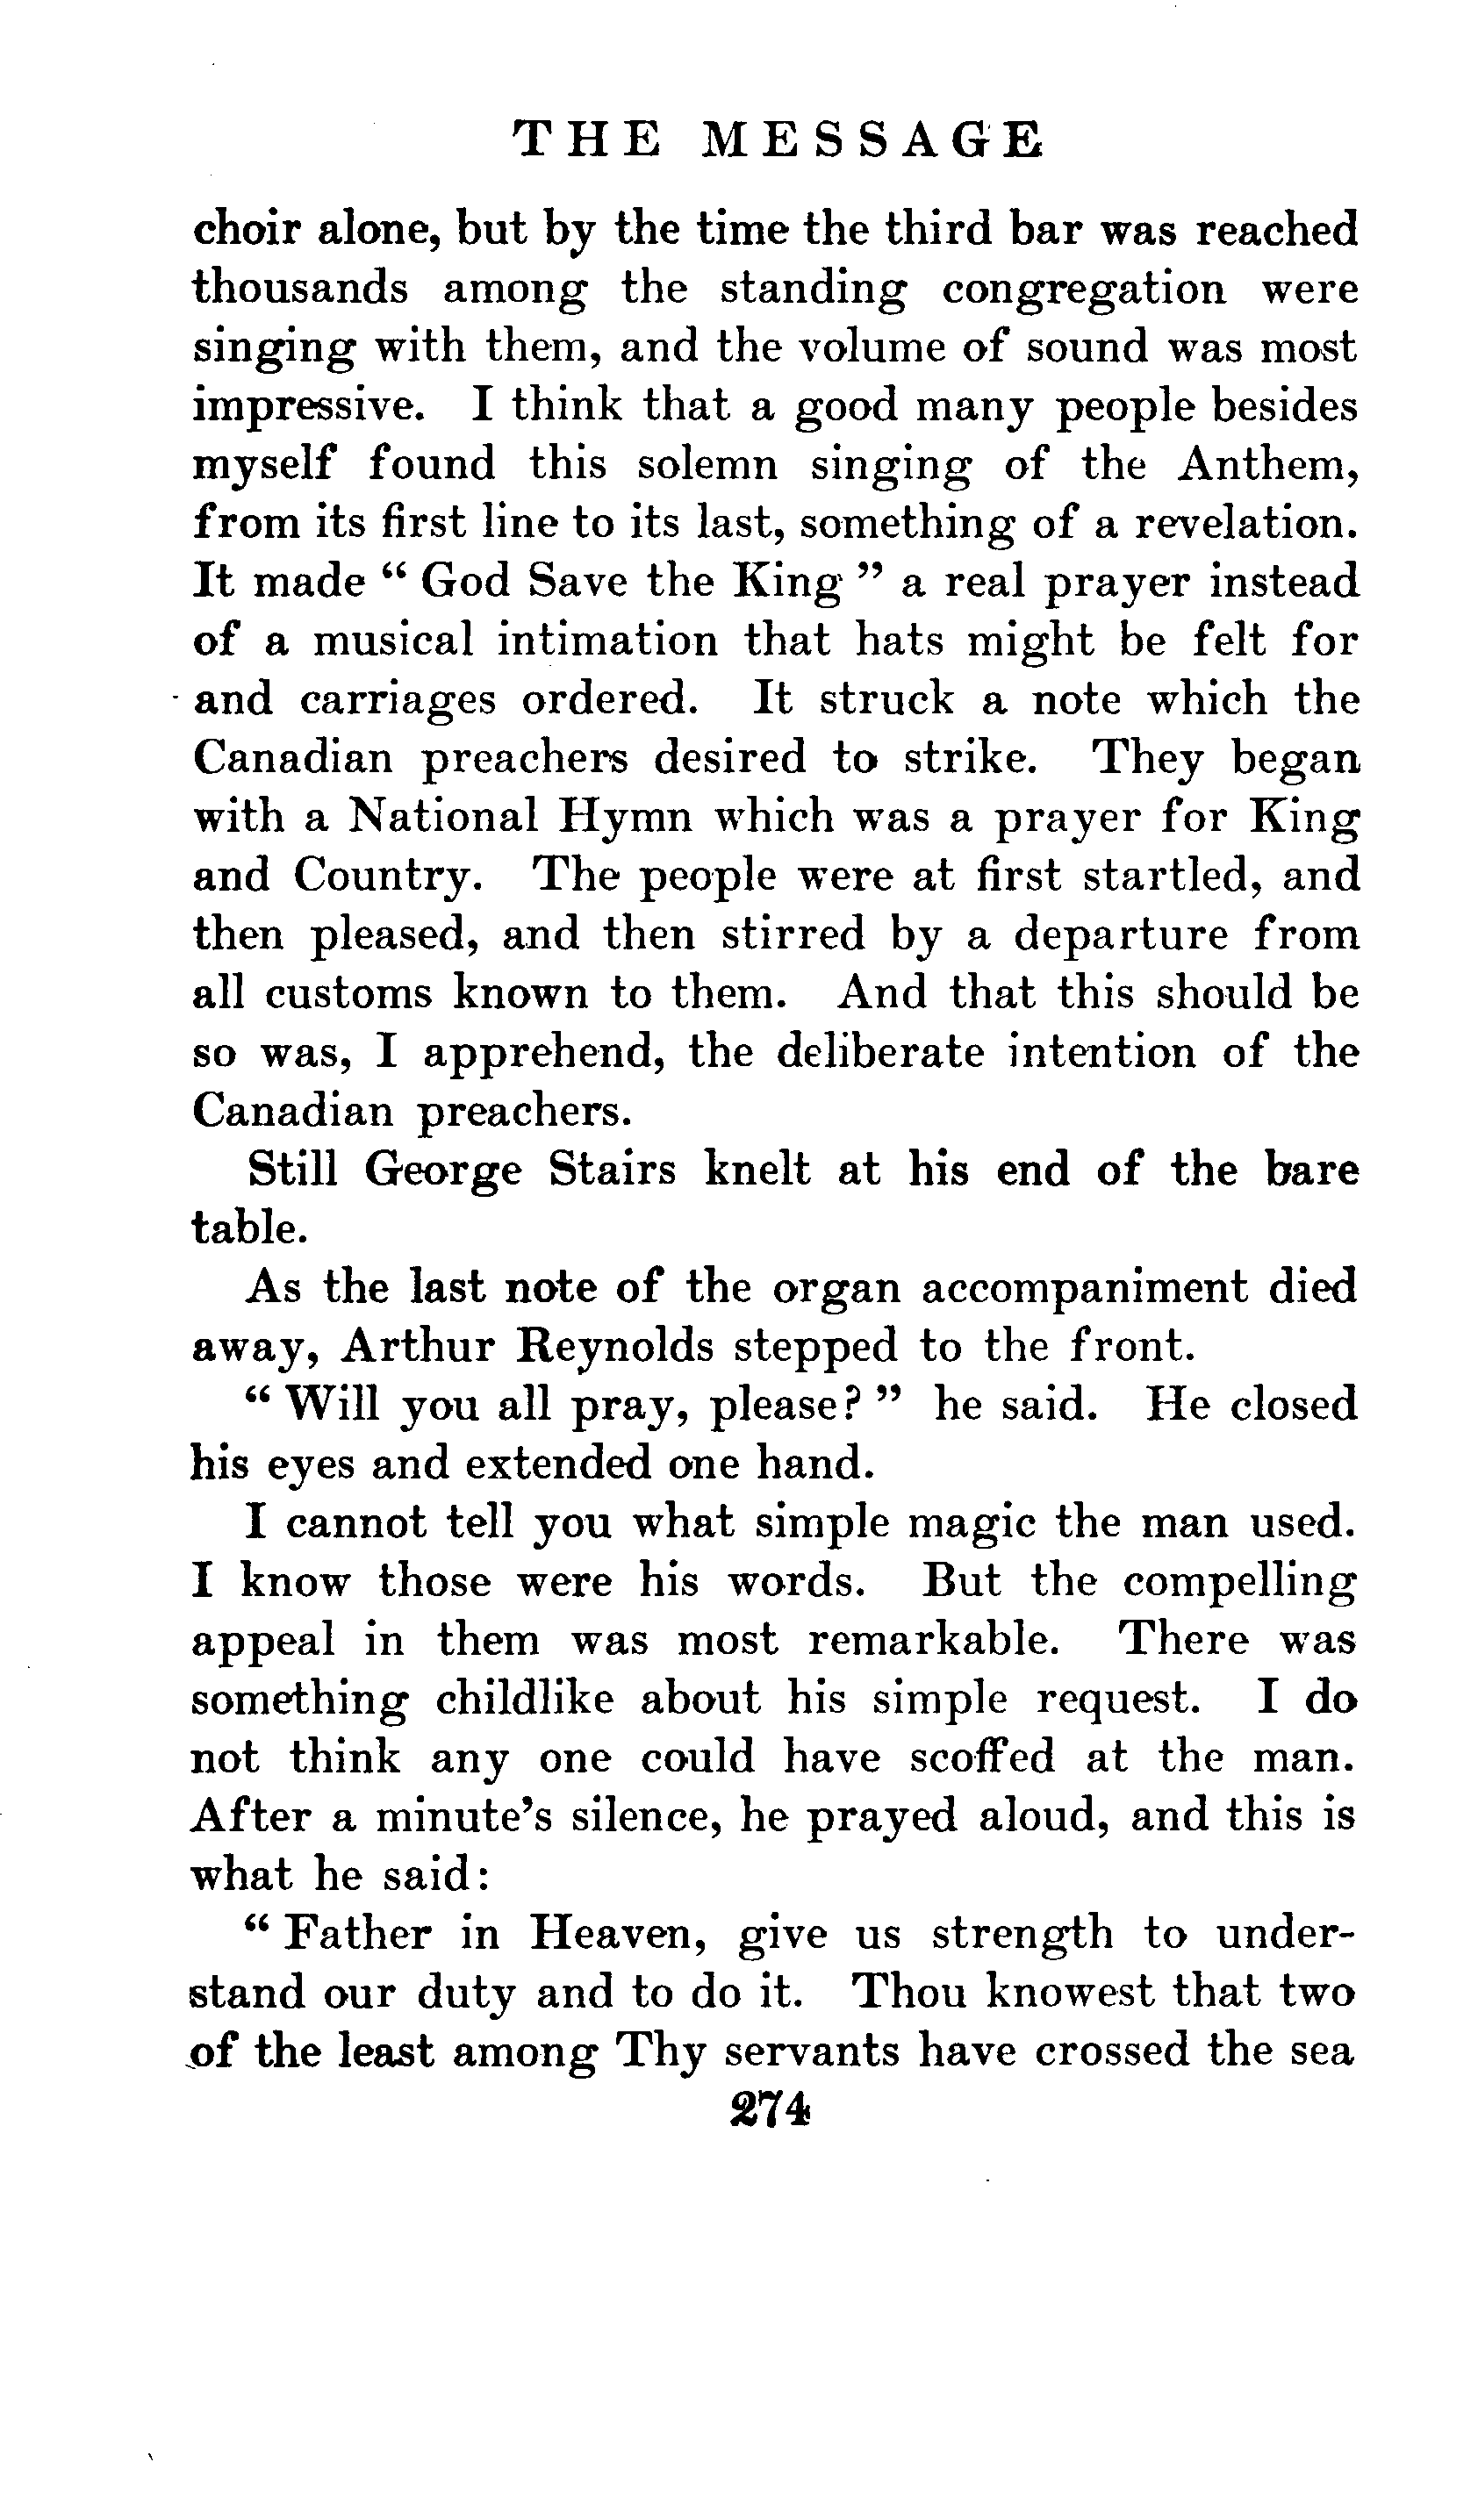 THE MESSAGE
choir alone, but by the time the third bar was reached
thousands among the standing congregation were
singing with them, and the volume of sound was most
impressive. I think that a good many people besides
myself found this solemn singing of the Anthem,
from its first line to its last, something of a revelation.
It made " God Save the King " a real prayer instead
of a musical intimation that hats might be felt for
and carriages ordered. It struck a note which the
Canadian preachers desired to strike. They began
with a National Hymn which was a prayer for King
and Country. The people were at first startled, and
then pleased, and then stirred by a departure from
all customs known to them. And that this should be
so was, I apprehend, the deliberate intention of the
Canadian preachers.
Still George Stairs knelt at his end of the bare
table.
As the last note of the organ accompaniment died
away, Arthur Reynolds stepped to the front.
" Will you all pray, please? " he said. He closed
his eyes and extended one hand.
I cannot tell you what simple magic the man used.
I know those were his words. But the compelling
appeal in them was most remarkable. There was
something childlike about his simple request. I do
not think any one could have scoffed at the man.
After a minute's silence, he prayed aloud, and this is
what he said:
" Father in Heaven, give us strength to under-
stand our duty and to do it. Thou knowest that two
of the least among Thy servants have crossed the sea
274